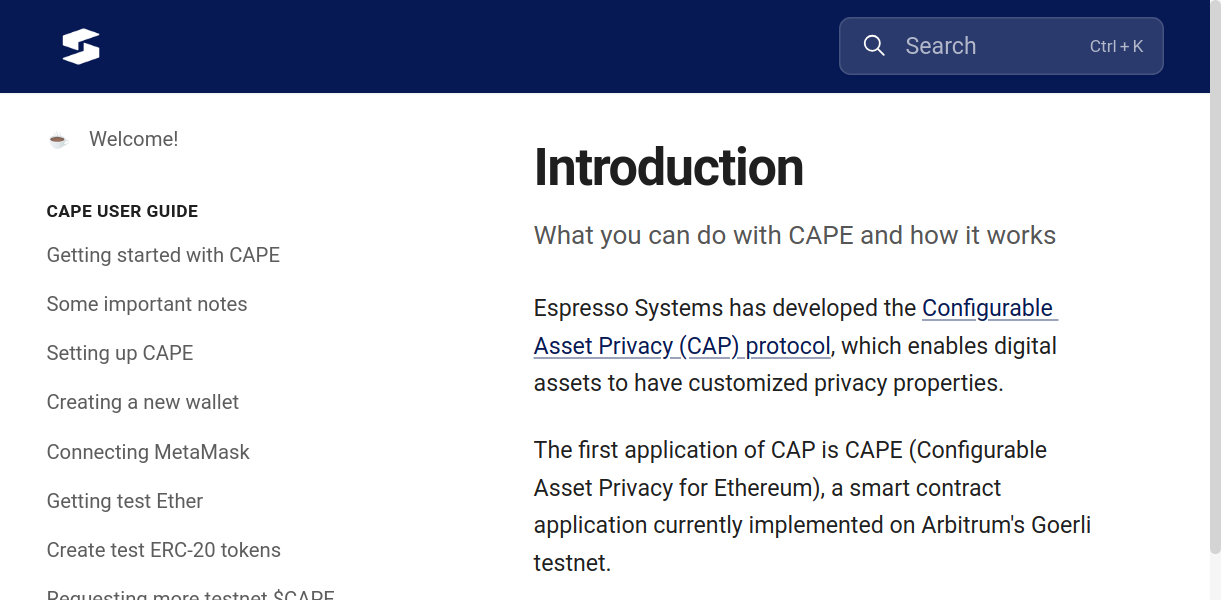 Search
Ctrl + K
Welcome!
CAPE USER GUIDE
Getting started with CAPE
Some important notes
Setting up CAPE
Creating a new wallet
Connecting MetaMask
Getting test Ether
Create test ERC-20 tokens
Requesting more testnet $CAPE
Introduction
What you can do with CAPE and how it works
Espresso Systems has developed the Configurable
Asset Privacy (CAP) protocol, which enables digital
assets to have customized privacy properties.
The first application of CAP is CAPE (Configurable
Asset Privacy for Ethereum), a smart contract
application currently implemented on Arbitrum's Goerli
testnet.